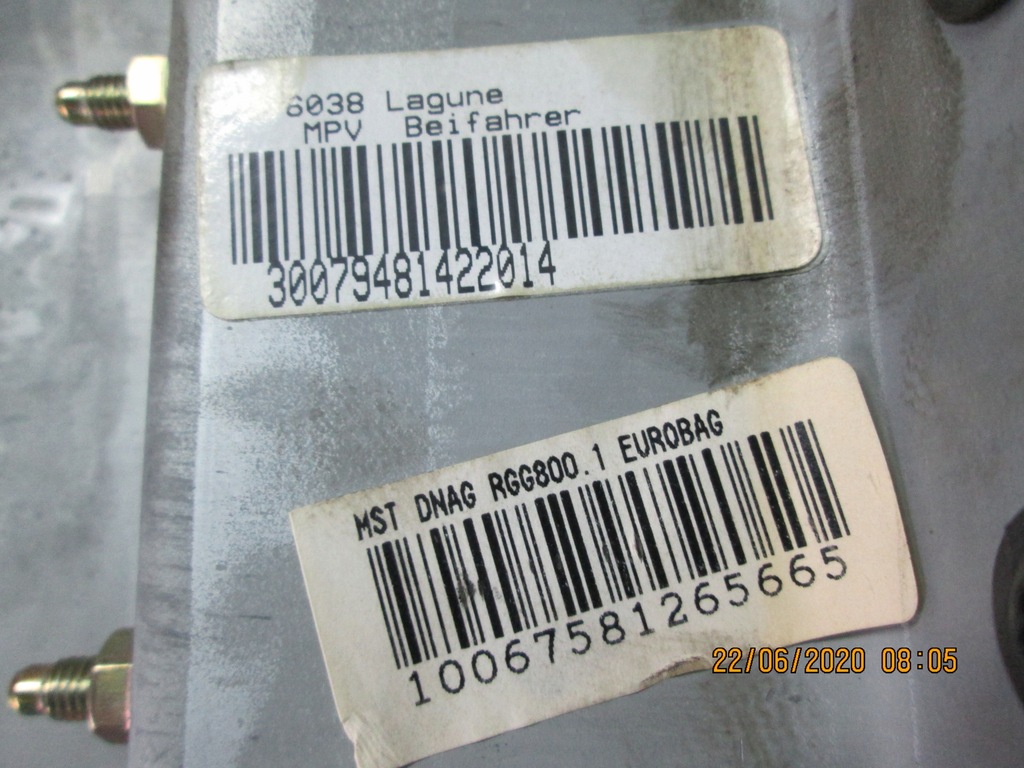 6038 Lagune
MPV Beifahrer
30079481422014
MST DNAG RGG800.1 EUROBAG
10067581265665
22/06/2020 08:05